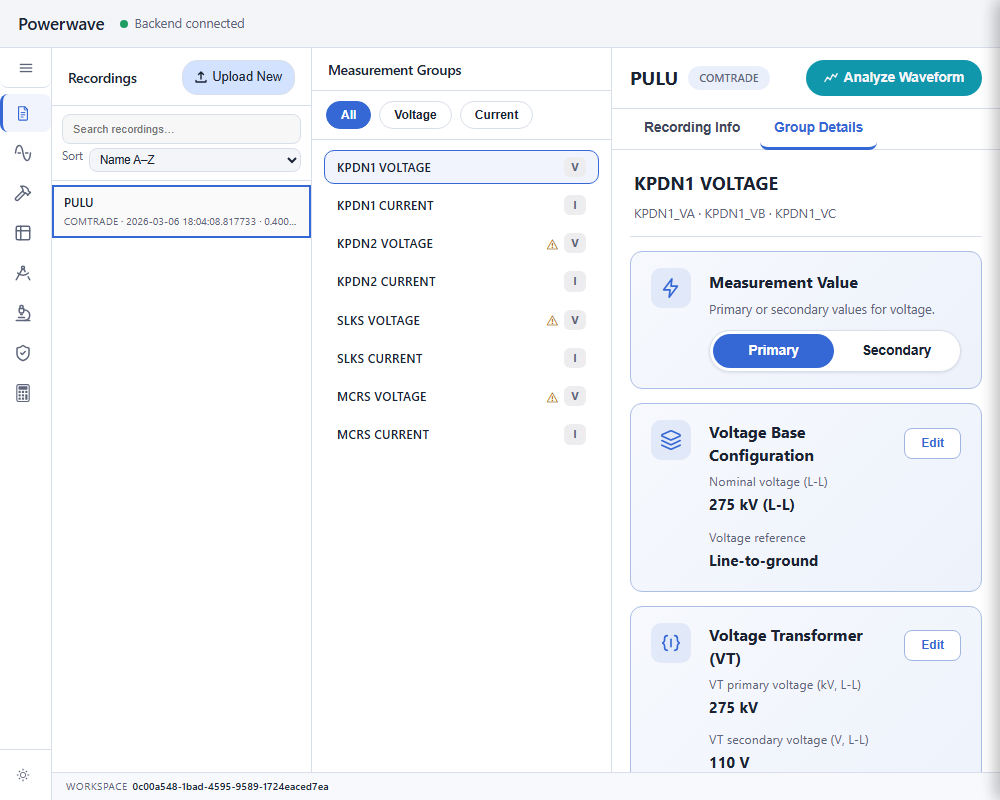 Powerwave
Backend connected
Recordings
Upload New
Search recordings...
Sort
Name A–Z
PULU
COMTRADE · 2026-03-06 18:04:08.817733 · 0.400...
Measurement Groups
All
Voltage
Current
KPDN1 VOLTAGE
V
KPDN1 CURRENT
I
KPDN2 VOLTAGE
V
KPDN2 CURRENT
I
SLKS VOLTAGE
V
SLKS CURRENT
I
MCRS VOLTAGE
V
MCRS CURRENT
I
PULU
COMTRADE
Analyze Waveform
Recording Info
Group Details
KPDN1 VOLTAGE
KPDN1_VA · KPDN1_VB · KPDN1_VC
Measurement Value
Primary or secondary values for voltage.
Primary
Secondary
Voltage Base
Configuration
Edit
Nominal voltage (L-L)
275 kV (L-L)
Voltage reference
Line-to-ground
Voltage Transformer
(VT)
Edit
VT primary voltage (kV, L-L)
275 kV
VT secondary voltage (V, L-L)
110 V
WORKSPACE 0c00a548-1bad-4595-9589-1724eaced7ea